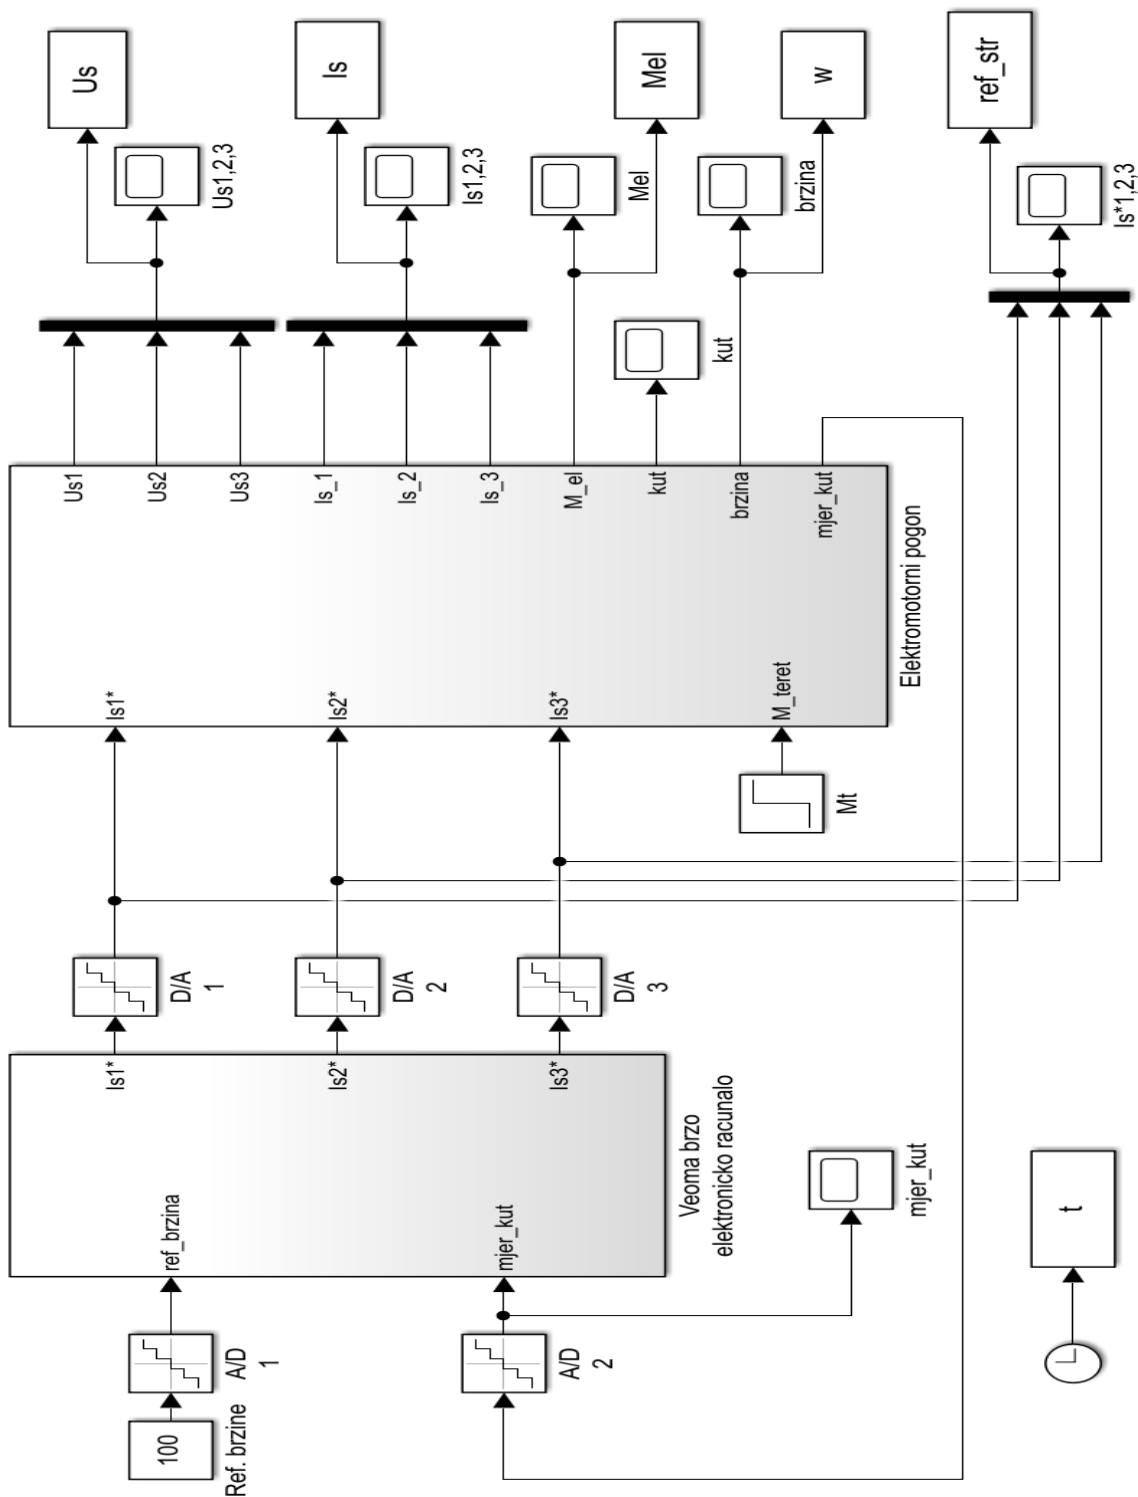 100
Ref. brzine
A/D
1
A/D
2
ref_brzina
mjer_kut
Is1*
Is2*
Is3*
Veoma brzo
elektronicko racunalo
mjer_kut
t
D/A
1
D/A
2
D/A
3
Mt
Is1*
Is2*
Is3*
M_teret
Us1
Us2
Us3
Is_1
Is_2
Is_3
M_el
kut
brzina
mjer_kut
Elektromotorni pogon
Us
Us1,2,3
Is
Is1,2,3
Mel
Mel
kut
w
brzina
ref_str
Is*1,2,3